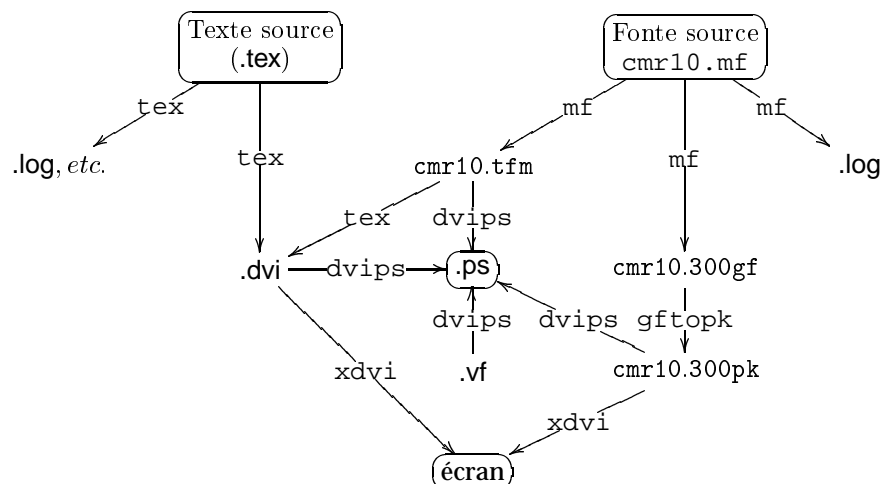 Texte source
(.tex)
Fonte source
cmr10.mf
tex
mf
mf
.log, etc.
tex
cmr10.tfm
mf
.log
tex
dvips
.dvi
dvips
.ps
cmr10.300gf
dvips
dvips
gftopk
xdvi
.vf
cmr10.300pk
xdvi
écran